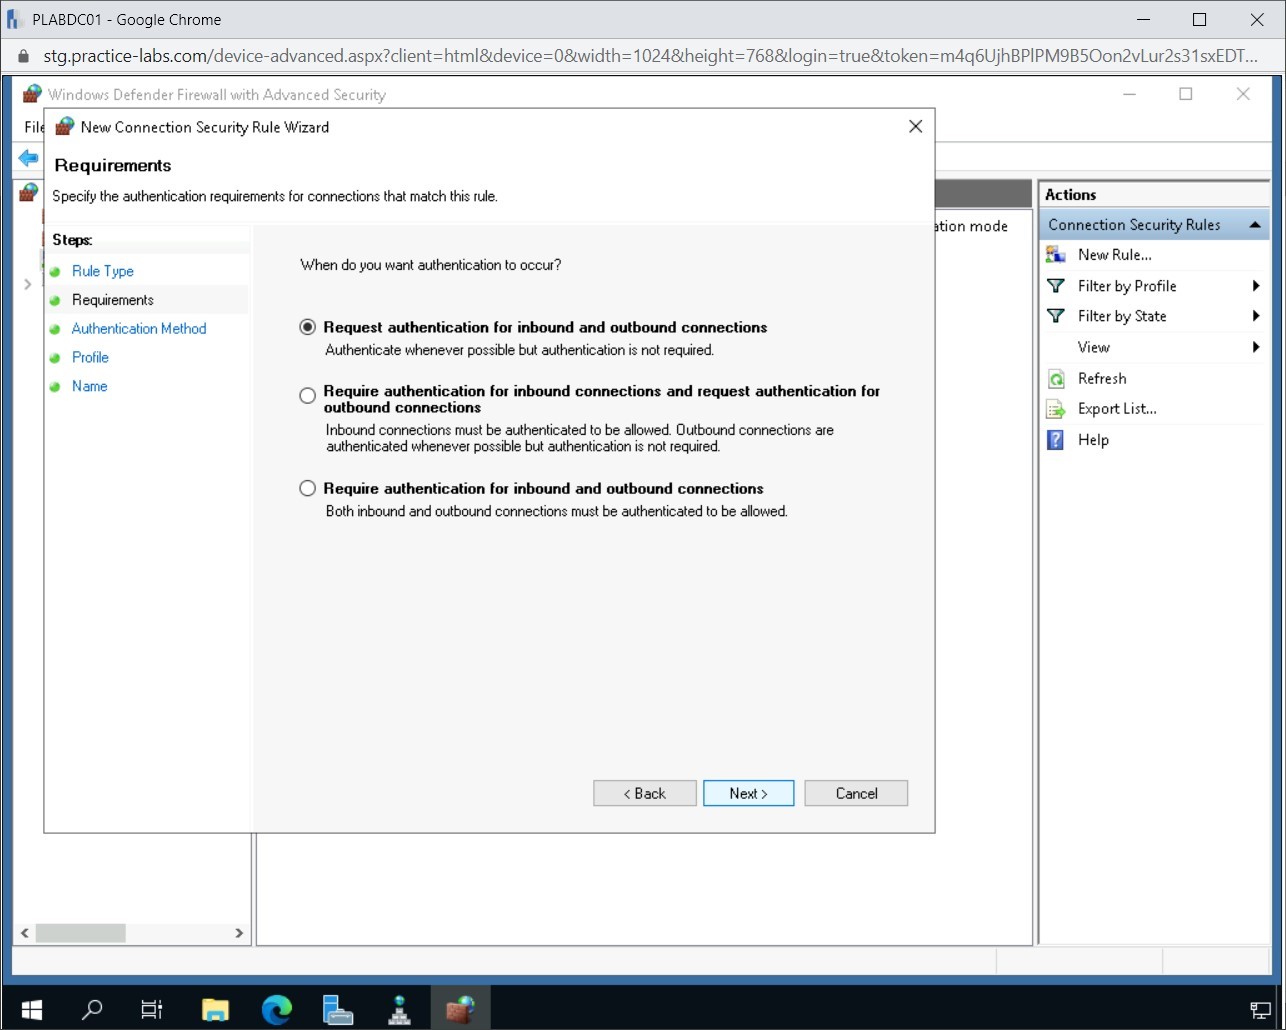 PLABDC01 - Google Chrome
stg.practice-labs.com/device-advanced.aspx?client=html&device=0&width=1024&height=768&login=true&token=m4q6UjhBPlPM9B5Oon2vLur2s31sxEDT...
Windows Defender Firewall with Advanced Security
File
New Connection Security Rule Wizard
Requirements
Specify the authentication requirements for connections that match this rule.
Steps:
Rule Type
Requirements
Authentication Method
Profile
Name
When do you want authentication to occur?
Request authentication for inbound and outbound connections
Authenticate whenever possible but authentication is not required.
Require authentication for inbound connections and request authentication for
outbound connections
Inbound connections must be authenticated to be allowed. Outbound connections are
authenticated whenever possible but authentication is not required.
Require authentication for inbound and outbound connections
Both inbound and outbound connections must be authenticated to be allowed.
< Back
Next >
Cancel
ation mode
Actions
Connection Security Rules
New Rule...
Filter by Profile
Filter by State
View
Refresh
Export List...
Help